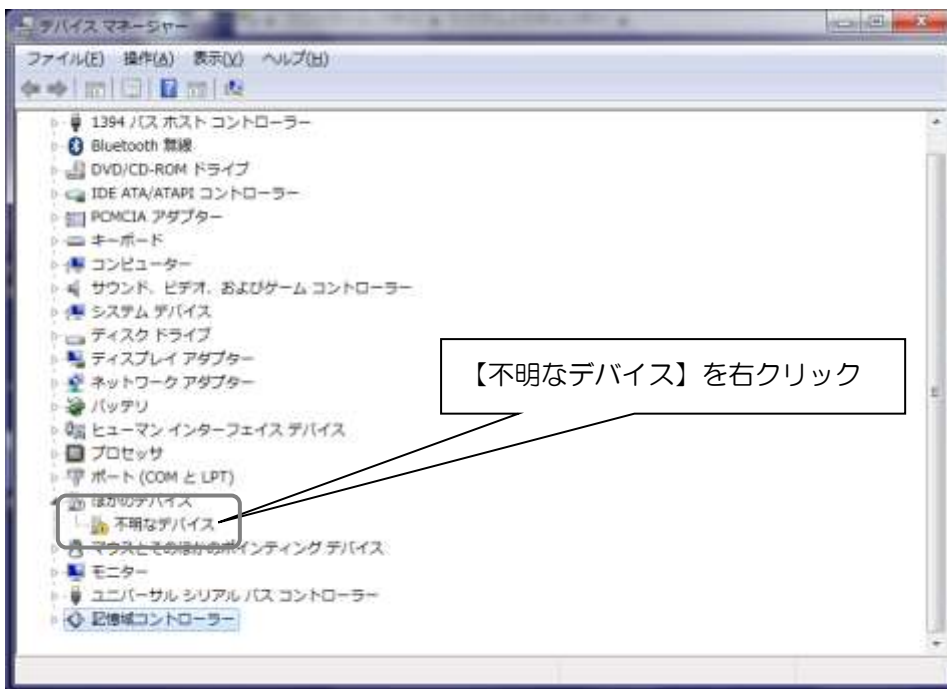 デバイス マネージャー
ファイル(F) 操作(A) 表示(V) ヘルプ(H)
1394 バス ホスト コントローラー
Bluetooth 無線
DVD/CD-ROM ドライブ
IDE ATA/ATAPI コントローラー
PCMCIA アダプター
キーボード
コンピューター
サウンド、ビデオ、およびゲーム コントローラー
システム デバイス
ディスク ドライブ
ディスプレイ アダプター
【不明なデバイス】を右クリック
ネットワーク アダプター
バッテリ
ヒューマン インターフェイス デバイス
プロセッサ
ポート (COM と LPT)
ほかのデバイス
不明なデバイス
マウスとそのほかのポインティング デバイス
モニター
ユニバーサル シリアル バス コントローラー
記憶域コントローラー